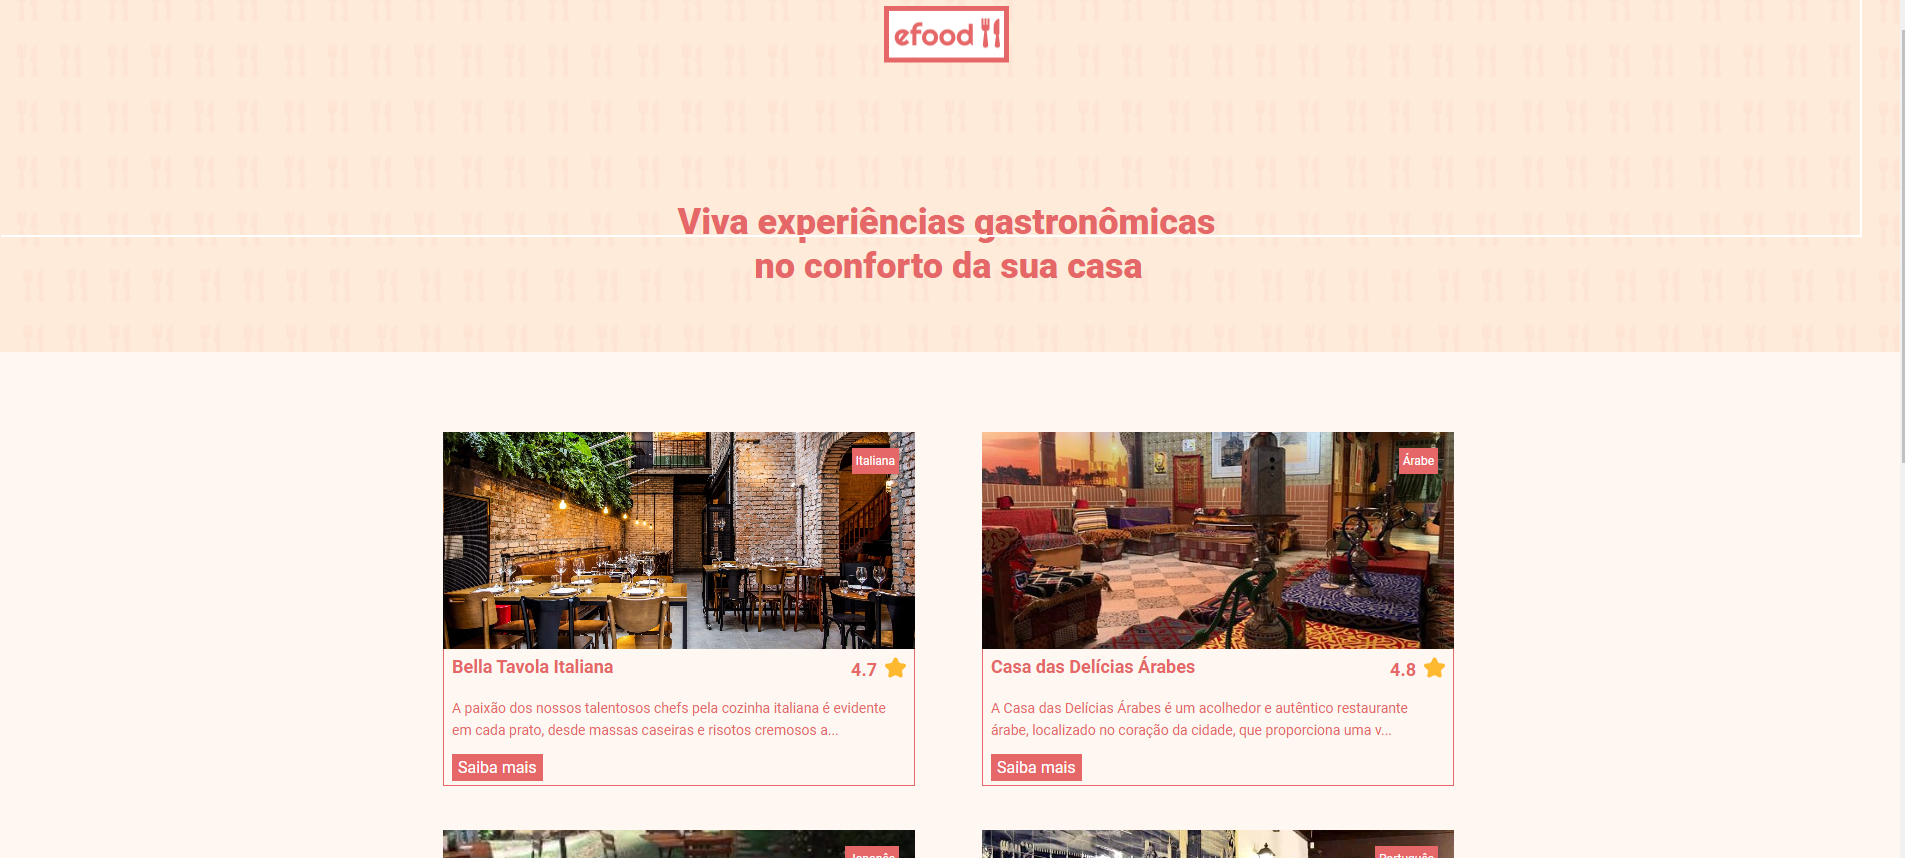 efood
Viva experiências gastronômicas
no conforto da sua casa
Italiana
Árabe
Bella Tavola Italiana
4.7
Casa das Delícias Árabes
4.8
A paixão dos nossos talentosos chefs pela cozinha italiana é evidente
em cada prato, desde massas caseiras e risotos cremosos a...
A Casa das Delícias Árabes é um acolhedor e autêntico restaurante
árabe, localizado no coração da cidade, que proporciona uma v...
Saiba mais
Saiba mais
Japonês
Português